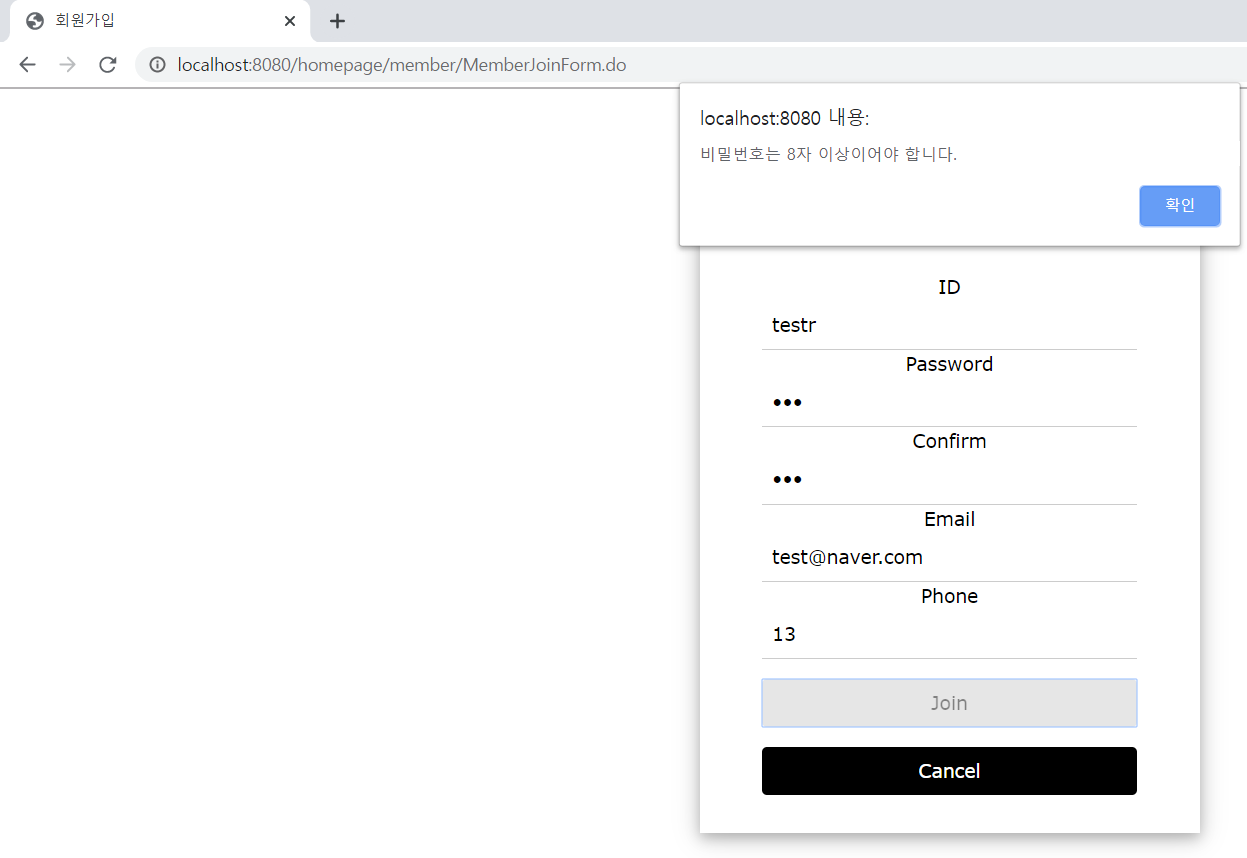 회원가입
localhost:8080/homepage/member/MemberJoinForm.do
localhost:8080 내용:
비밀번호는 8자 이상이어야 합니다.
확인
ID
testr
Password
•••
Confirm
•••
Email
test@naver.com
Phone
13
Join
Cancel